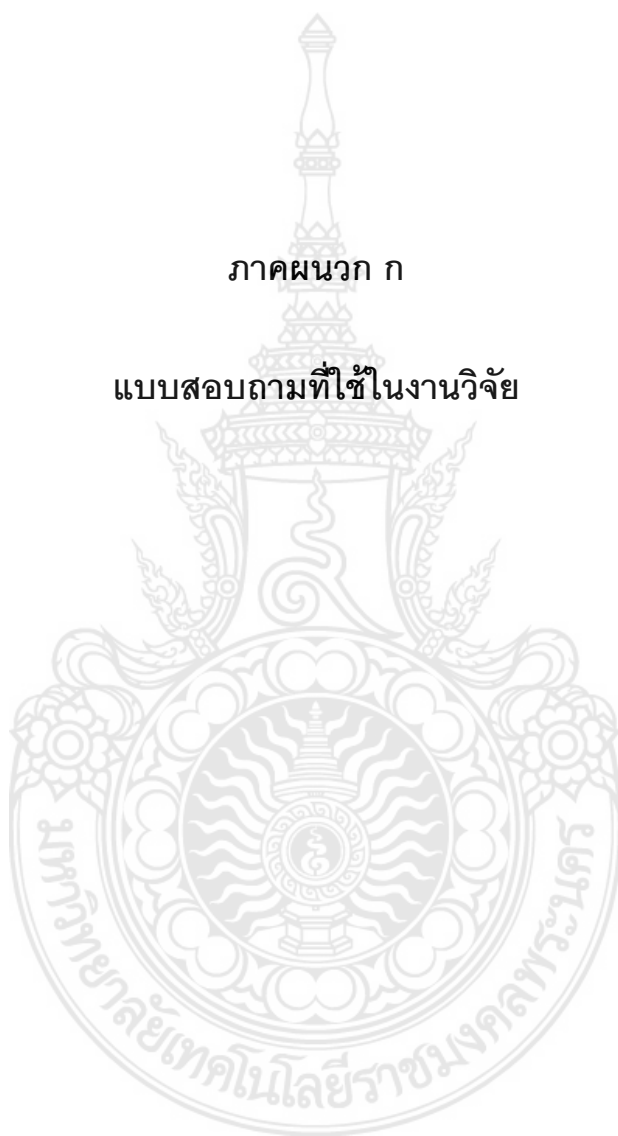 ภาคผนวก ก
แบบสอบถามที่ใช้ในงานวิจัย
มหาวิทยาลัยเทคโนโลยีราชมงคลพระนคร